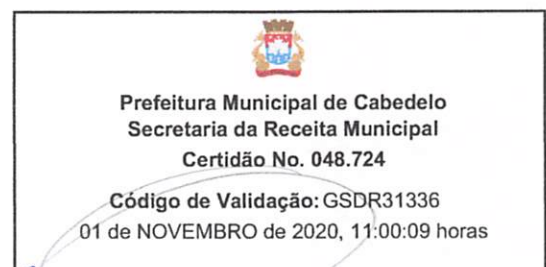 Prefeitura Municipal de Cabedelo
Secretaria da Receita Municipal
Certidão No. 048.724
Código de Validação: GSDR31336
01 de NOVEMBRO de 2020, 11:00:09 horas